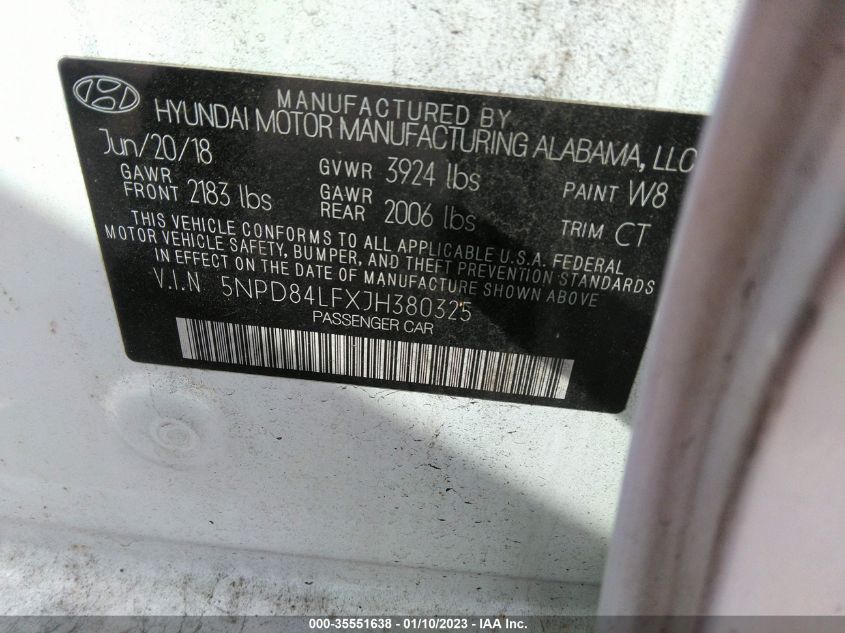 MANUFACTURED BY
HYUNDAI MOTOR MANUFACTURING ALABAMA, LLC
Jun/20/18
GVWR 3924 lbs
PAINT W8
GAWR FRONT 2183 lbs
GAWR REAR 2006 lbs
TRIM CT
THIS VEHICLE CONFORMS TO ALL APPLICABLE U.S.A. FEDERAL
MOTOR VEHICLE SAFETY, BUMPER, AND THEFT PREVENTION STANDARDS
IN EFFECT ON THE DATE OF MANUFACTURE SHOWN ABOVE
V.I.N 5NPD84LFXJH380325
PASSENGER CAR
000-35551638 - 01/10/2023 - IAA Inc.